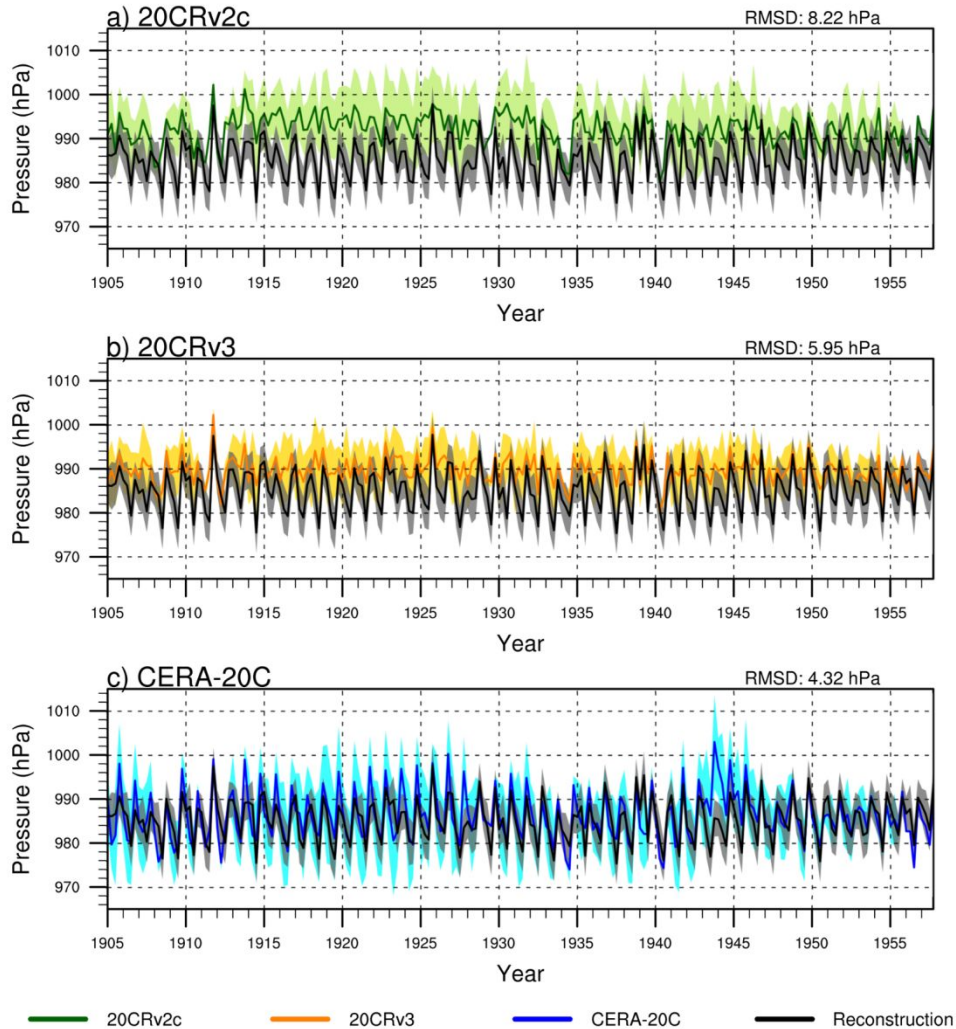 a) 20CRv2c RMSD: 8.22 hPa
Pressure (hPa)
1010
1000
990
980
970
1905 1910 1915 1920 1925 1930 1935 1940 1945 1950 1955
Year
b) 20CRv3 RMSD: 5.95 hPa
Pressure (hPa)
1010
1000
990
980
970
1905 1910 1915 1920 1925 1930 1935 1940 1945 1950 1955
Year
c) CERA-20C RMSD: 4.32 hPa
Pressure (hPa)
1010
1000
990
980
970
1905 1910 1915 1920 1925 1930 1935 1940 1945 1950 1955
Year
20CRv2c 20CRv3 CERA-20C Reconstruction